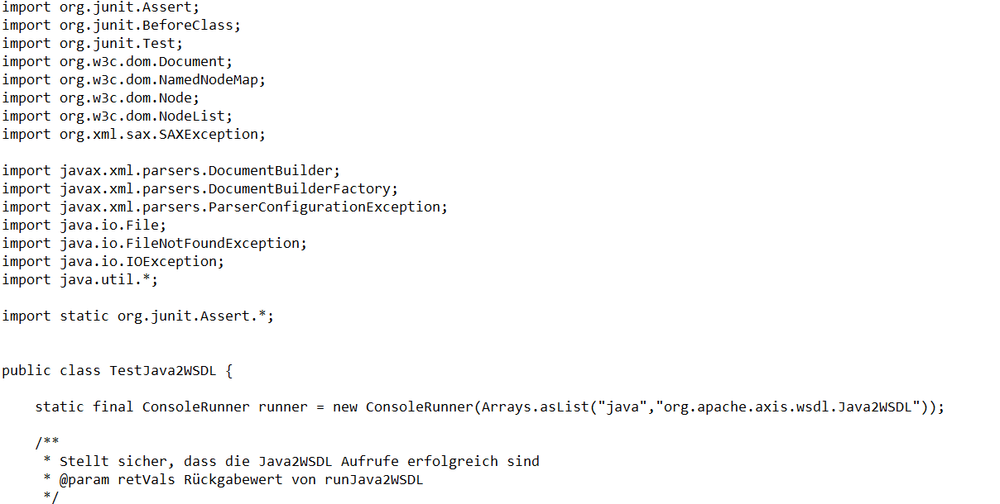 import org.junit.Assert;
import org.junit.BeforeClass;
import org.junit.Test;
import org.w3c.dom.Document;
import org.w3c.dom.NamedNodeMap;
import org.w3c.dom.Node;
import org.w3c.dom.NodeList;
import org.xml.sax.SAXException;

import javax.xml.parsers.DocumentBuilder;
import javax.xml.parsers.DocumentBuilderFactory;
import javax.xml.parsers.ParserConfigurationException;
import java.io.File;
import java.io.FileNotFoundException;
import java.io.IOException;
import java.util.*;

import static org.junit.Assert.*;


public class TestJava2WSDL {

    static final ConsoleRunner runner = new ConsoleRunner(Arrays.asList("java","org.apache.axis.wsdl.Java2WSDL"));

    /**
     * Stellt sicher, dass die Java2WSDL Aufrufe erfolgreich sind
     * @param retVals Rückgabewert von runJava2WSDL
     */